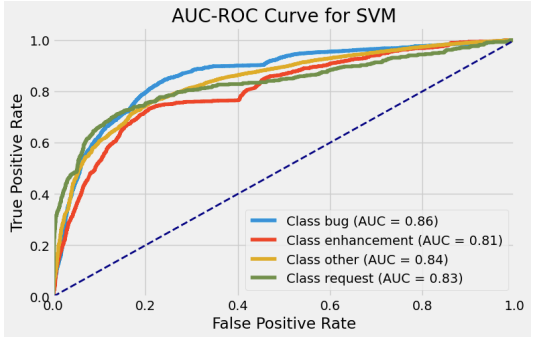 AUC-ROC Curve for SVM
True Positive Rate
1.0
0.8
0.6
0.4
0.2
0.0
0.0 0.2 0.4 0.6 0.8 1.0
False Positive Rate
Class bug (AUC = 0.86)
Class enhancement (AUC = 0.81)
Class other (AUC = 0.84)
Class request (AUC = 0.83)